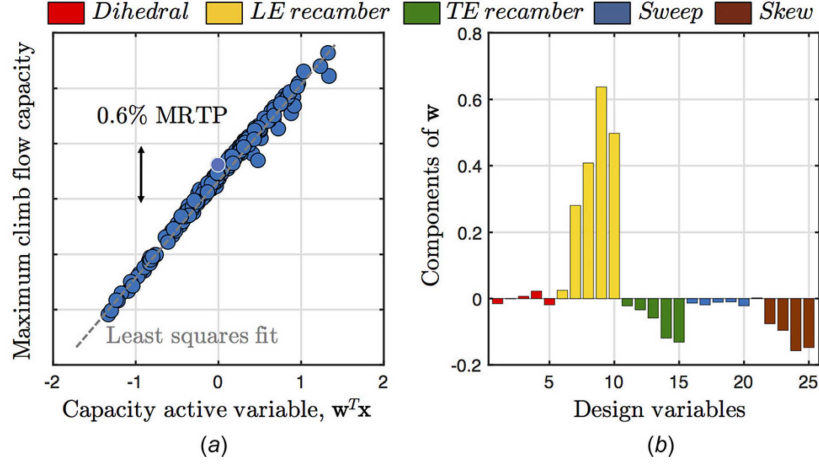 Dihedral LE recamber TE recamber Sweep Skew
Maximum climb flow capacity
0.6% MRTP
Least squares fit
-2 -1 0 1 2
Capacity active variable, w^T x
(a)
Components of w
0.8
0.6
0.4
0.2
0
-0.2
5 10 15 20 25
Design variables
(b)